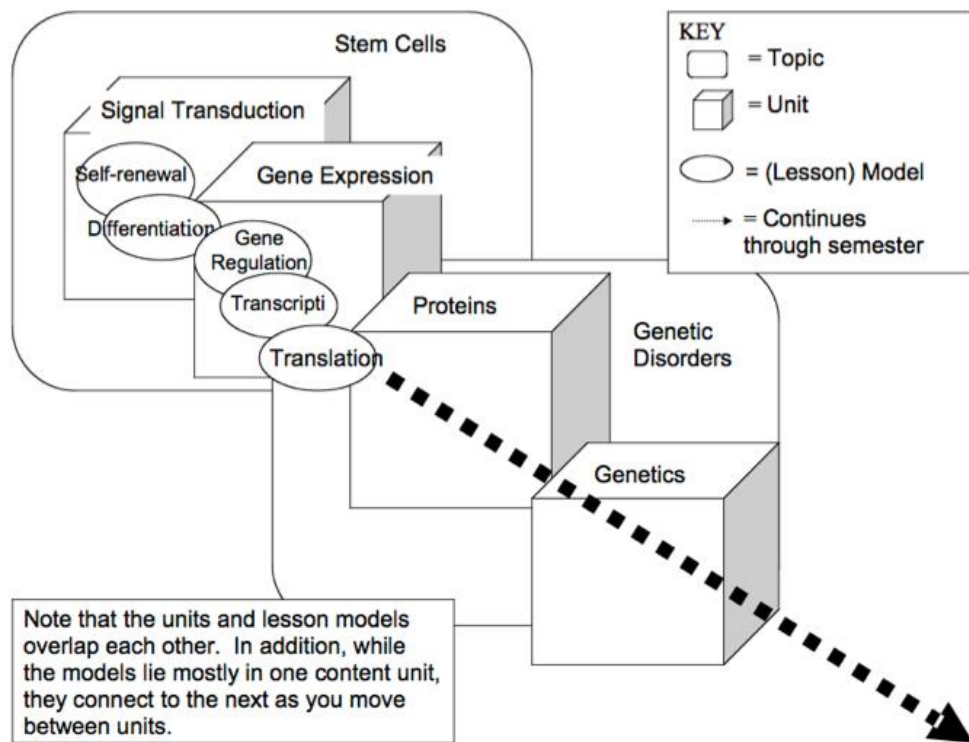 Stem Cells
Signal Transduction
Self-renewal
Differentiation
Gene Expression
Gene
Regulation
Transcripti
Translation
Proteins
Genetic
Disorders
Genetics
KEY
= Topic
= Unit
= (Lesson) Model
= Continues
through semester
Note that the units and lesson models
overlap each other. In addition, while
the models lie mostly in one content unit,
they connect to the next as you move
between units.